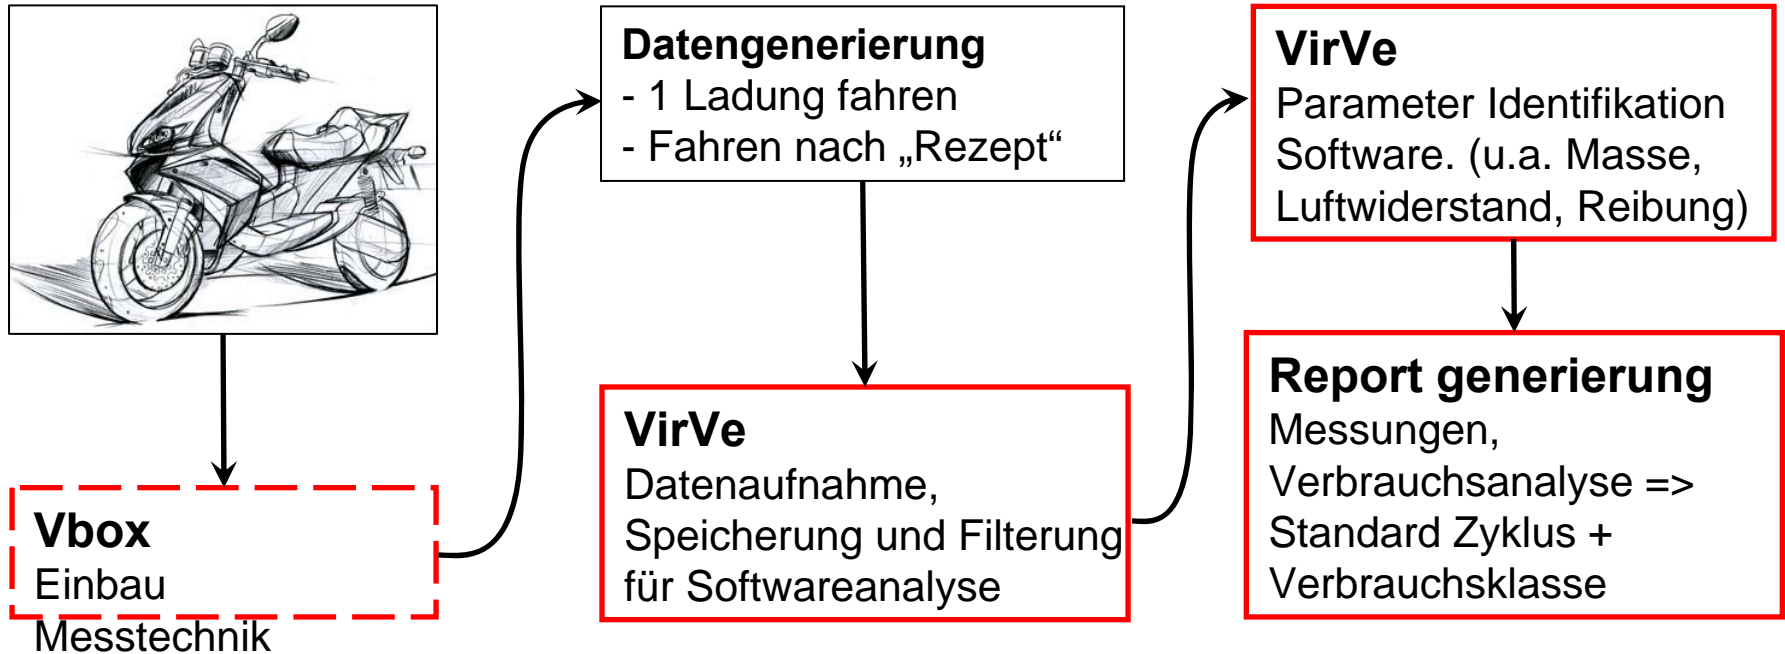 Vbox
Einbau
Messtechnik
Datengenerierung
- 1 Ladung fahren
- Fahren nach „Rezept“
VirVe
Datenaufnahme,
Speicherung und Filterung
für Softwareanalyse
VirVe
Parameter Identifikation
Software. (u.a. Masse,
Luftwiderstand, Reibung)
Report generierung
Messungen,
Verbrauchsanalyse =>
Standard Zyklus +
Verbrauchsklasse